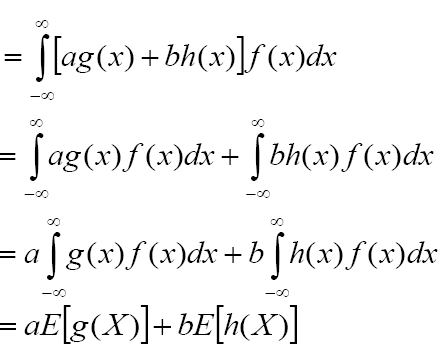 = ∫_{-∞}^{∞} [ag(x) + bh(x)] f(x)dx
= ∫_{-∞}^{∞} ag(x) f(x)dx + ∫_{-∞}^{∞} bh(x) f(x)dx
= a ∫_{-∞}^{∞} g(x) f(x)dx + b ∫_{-∞}^{∞} h(x) f(x)dx
= aE[g(X)] + bE[h(X)]